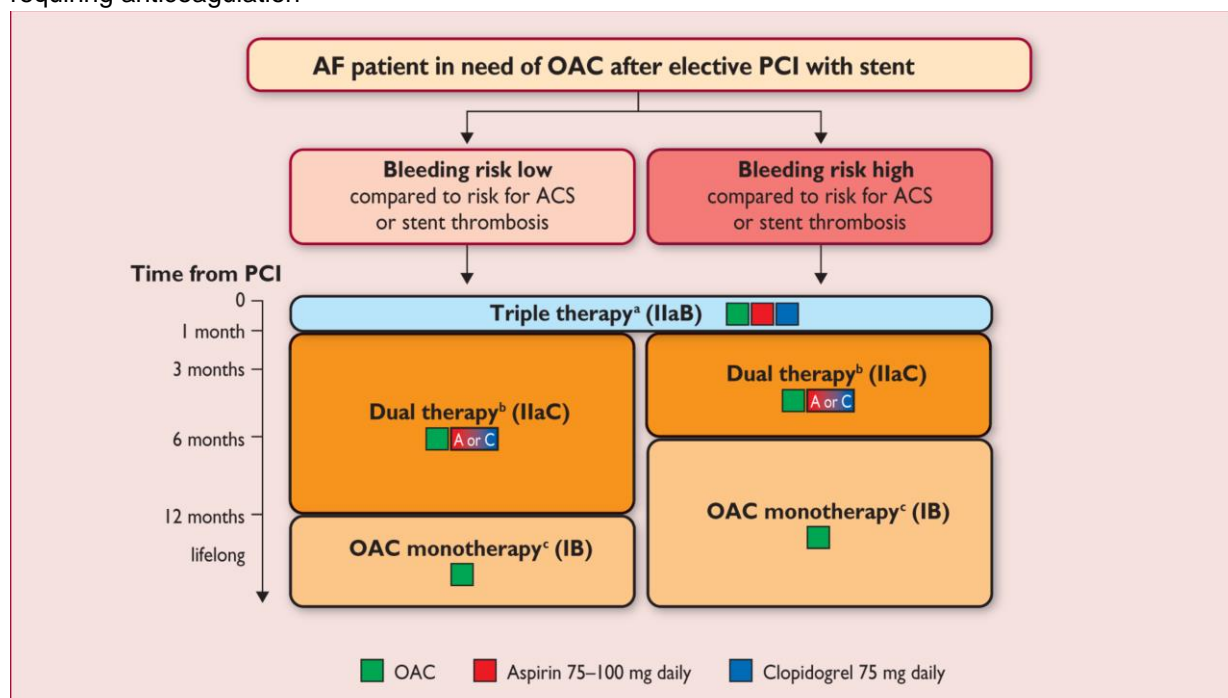 requiring anticoagulation
AF patient in need of OAC after elective PCI with stent
Bleeding risk low
compared to risk for ACS
or stent thrombosis
Bleeding risk high
compared to risk for ACS
or stent thrombosis
Time from PCI
0
1 month
3 months
6 months
12 months
lifelong
Triple therapyᵃ (IIaB)
Dual therapyᵇ (IIaC)
A or C
OAC monotherapyᶜ (IB)
Dual therapyᵇ (IIaC)
A or C
OAC monotherapyᶜ (IB)
OAC
Aspirin 75–100 mg daily
Clopidogrel 75 mg daily